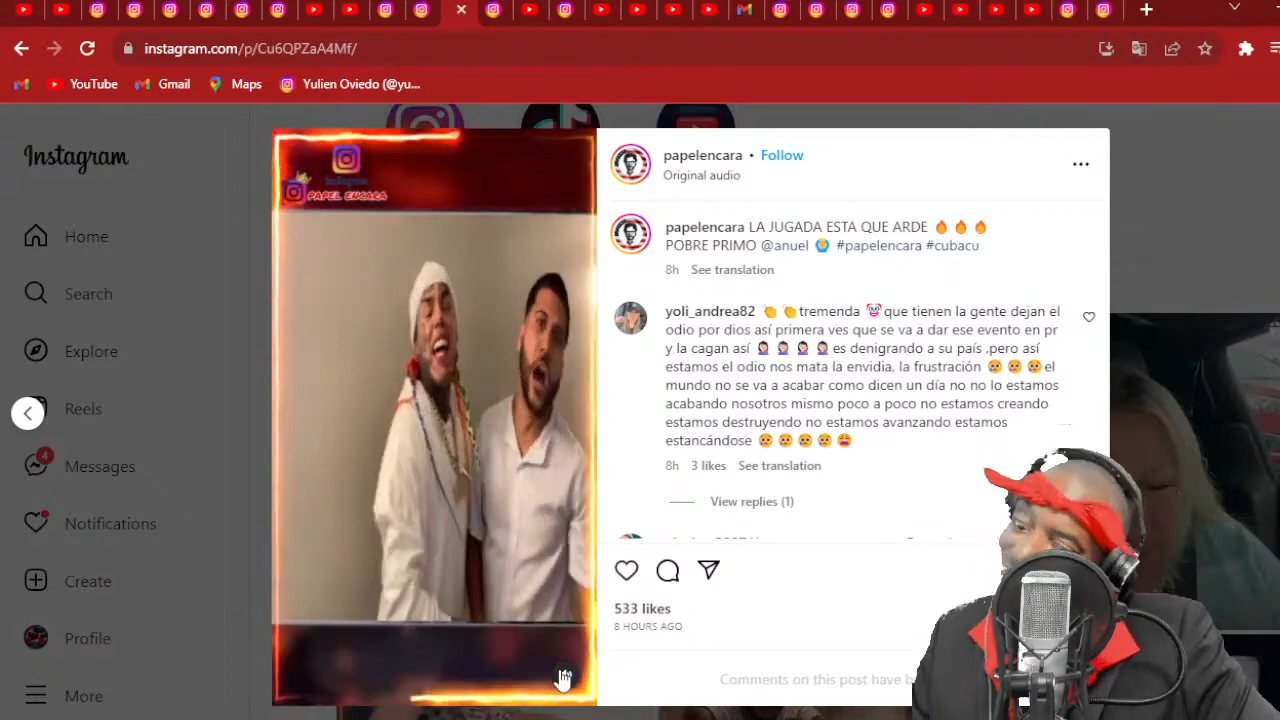 instagram.com/p/Cu6QPZaA4Mf/
YouTube
Gmail
Maps
Yulien Oviedo (@yu...
Instagram
Home
Search
Explore
Reels
4
Messages
Notifications
Create
Profile
More
Instagram
PAPEL ENCARA
papelencara • Follow
Original audio
papelencara LA JUGADA ESTA QUE ARDE 🔥 🔥 🔥
POBRE PRIMO @anuel 🤦‍♂️ #papelencara #cubacu
8h See translation
yoli_andrea82 👏 👏tremenda 🤡que tienen la gente dejan el
odio por dios así primera ves que se va a dar ese evento en pr
y la cagan así 🤦🏻‍♀️ 🤦🏻‍♀️ 🤦🏻‍♀️ 🤦🏻‍♀️ es denigrando a su país ,pero así
estamos el odio nos mata la envidia, la frustración 🥺 🥺 🥺el
mundo no se va a acabar como dicen un día no no lo estamos
acabando nosotros mismo poco a poco no estamos creando
estamos destruyendo no estamos avanzando estamos
estancándose 🥺 🥺 🥺 🥺 😩
8h 3 likes See translation
View replies (1)
533 likes
8 HOURS AGO
Comments on this post have